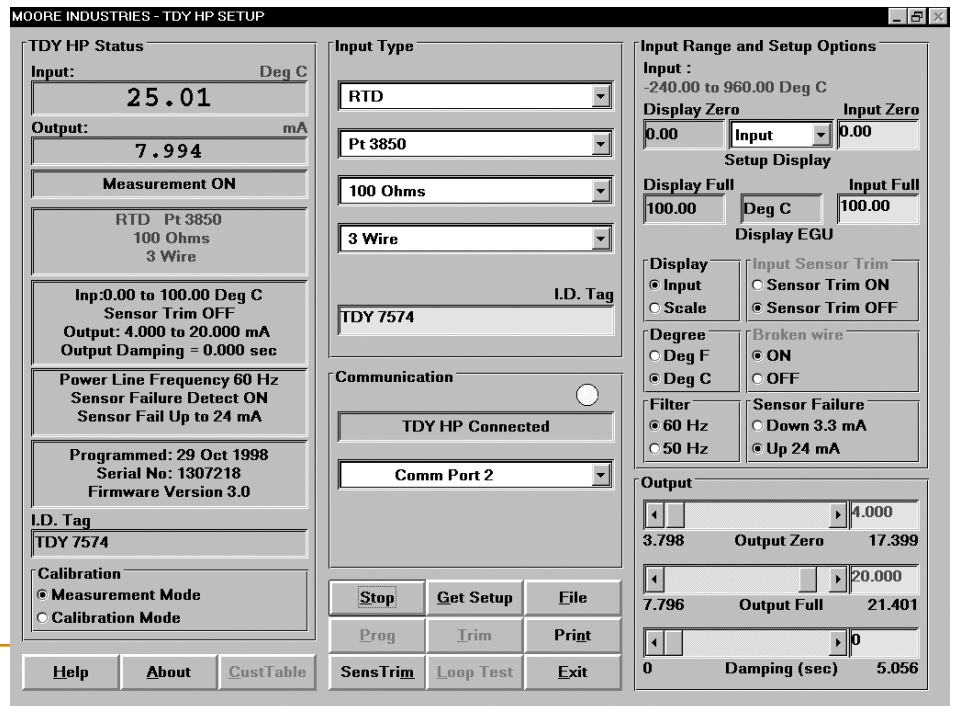 MOORE INDUSTRIES - TDY HP SETUP
TDY HP Status
Input: Deg C
25.01
Output: mA
7.994
Measurement ON
RTD Pt 3850
100 Ohms
3 Wire
Inp:0.00 to 100.00 Deg C
Sensor Trim OFF
Output: 4.000 to 20.000 mA
Output Damping = 0.000 sec
Power Line Frequency 60 Hz
Sensor Failure Detect ON
Sensor Fail Up to 24 mA
Programmed: 29 Oct 1998
Serial No: 1307218
Firmware Version 3.0
I.D. Tag
TDY 7574
Calibration
Measurement Mode
Calibration Mode
Help About CustTable
Input Type
RTD
Pt 3850
100 Ohms
3 Wire
I.D. Tag
TDY 7574
Communication
TDY HP Connected
Comm Port 2
Stop Get Setup File
Prog Trim Print
SensTrim Loop Test Exit
Input Range and Setup Options
Input :
-240.00 to 960.00 Deg C
Display Zero Input Zero
0.00 Input 0.00
Setup Display
Display Full Input Full
100.00 Deg C 100.00
Display EGU
Display
Input
Scale
Input Sensor Trim
Sensor Trim ON
Sensor Trim OFF
Degree
Deg F
Deg C
Broken wire
ON
OFF
Filter
60 Hz
50 Hz
Sensor Failure
Down 3.3 mA
Up 24 mA
Output
4.000
3.798 Output Zero 17.399
20.000
7.796 Output Full 21.401
0
0 Damping (sec) 5.056